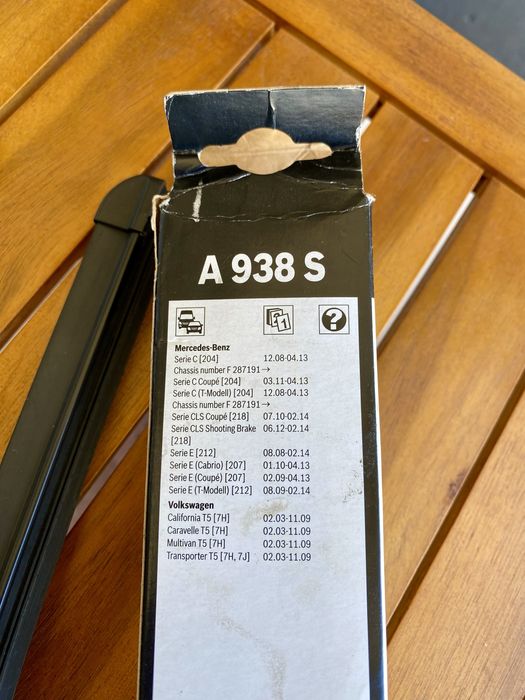 A 938 S
Mercedes-Benz
Serie C [204] 12.08-04.13
Chassis number F 287191→
Serie C Coupé [204] 03.11-04.13
Serie C (T-Modell) [204] 12.08-04.13
Chassis number F 287191→
Serie CLS Coupé [218] 07.10-02.14
Serie CLS Shooting Brake 06.12-02.14
[218]
Serie E [212] 08.08-02.14
Serie E (Cabrio) [207] 01.10-04.13
Serie E (Coupé) [207] 02.09-04.13
Serie E (T-Modell) [212] 08.09-02.14
Volkswagen
California T5 [7H] 02.03-11.09
Caravelle T5 [7H] 02.03-11.09
Multivan T5 [7H] 02.03-11.09
Transporter T5 [7H, 7J] 02.03-11.09